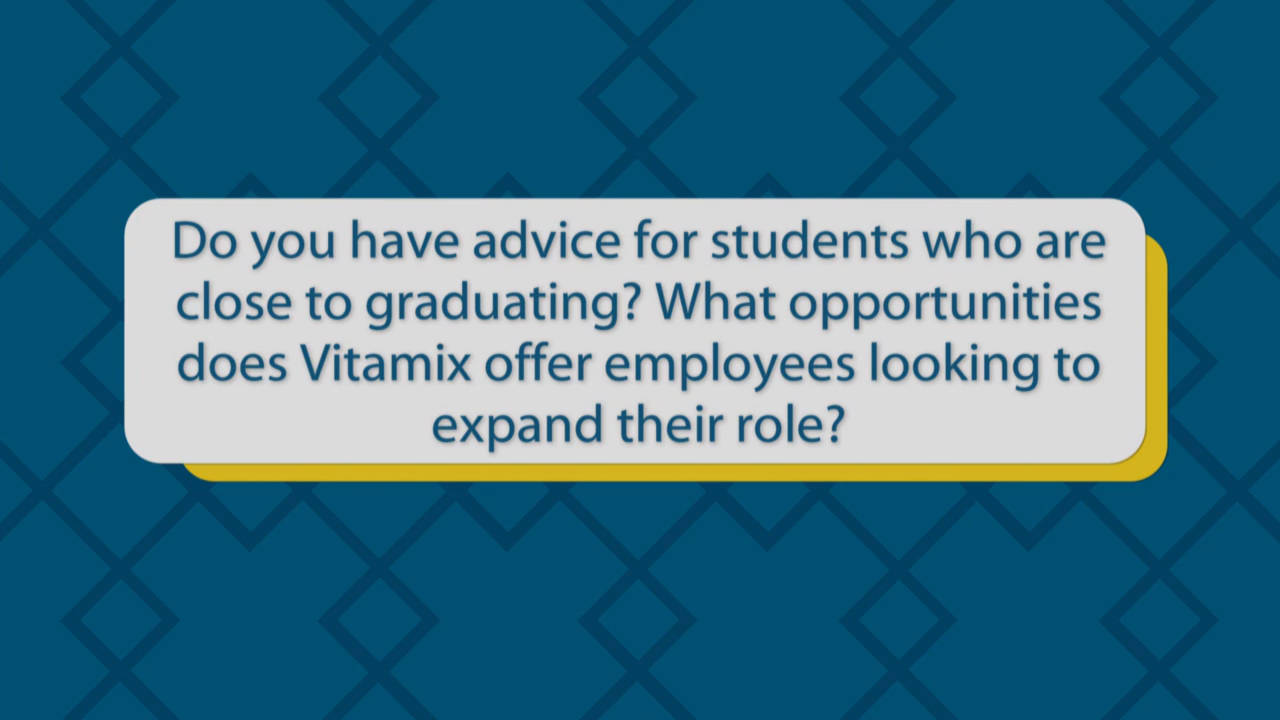 Do you have advice for students who are
close to graduating? What opportunities
does Vitamix offer employees looking to
expand their role?